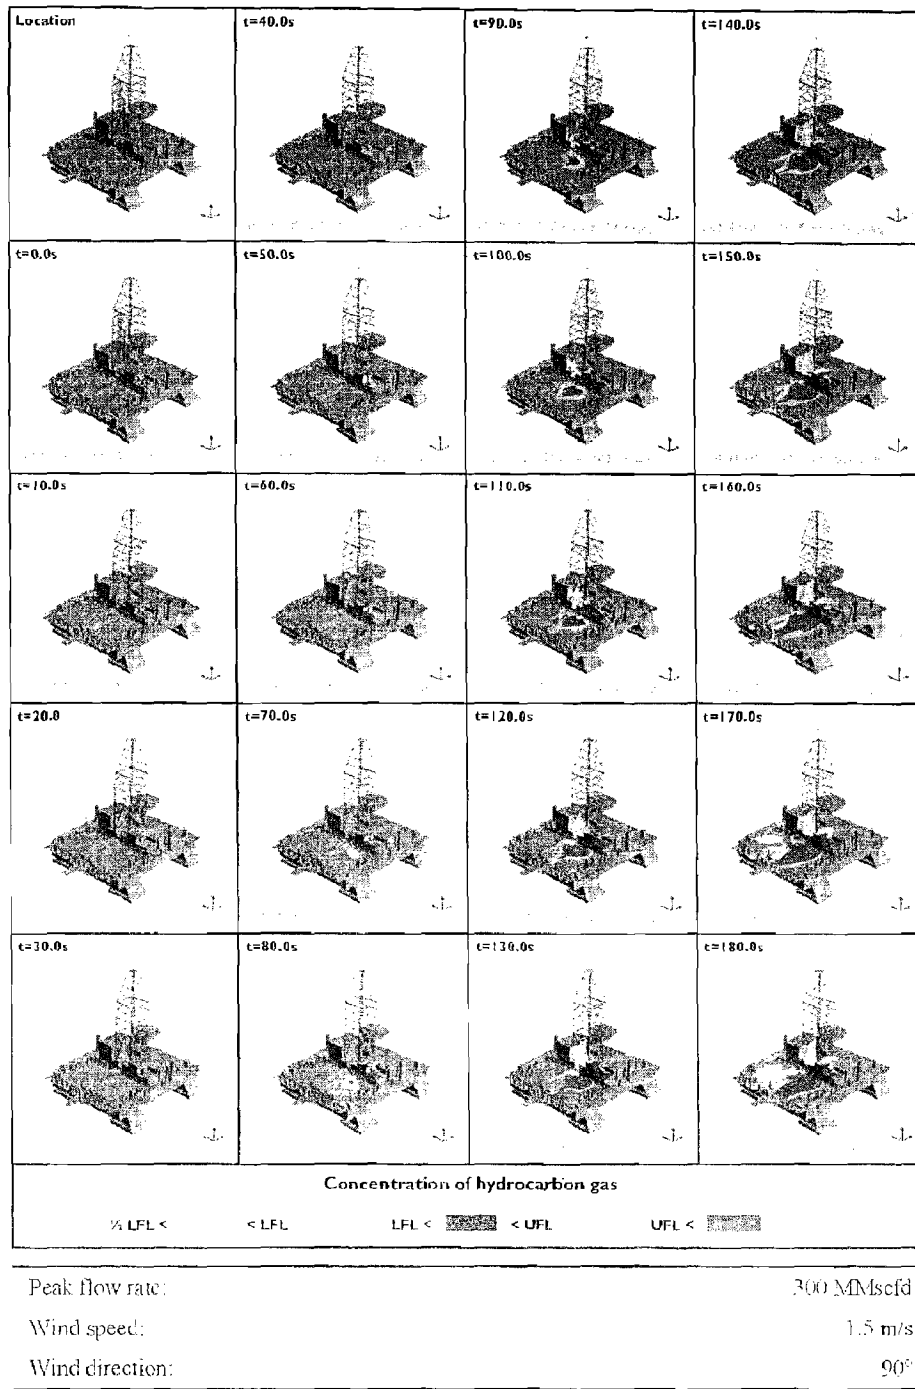 Location
t=40.0s
t=90.0s
t=140.0s
t=0.0s
t=50.0s
t=100.0s
t=150.0s
t=10.0s
t=60.0s
t=110.0s
t=160.0s
t=20.0
t=70.0s
t=120.0s
t=170.0s
t=30.0s
t=80.0s
t=130.0s
t=180.0s
Concentration of hydrocarbon gas
½ LFL < < LFL LFL < < UFL UFL <
Peak flow rate: 300 MMscfd
Wind speed: 1.5 m/s
Wind direction: 90°